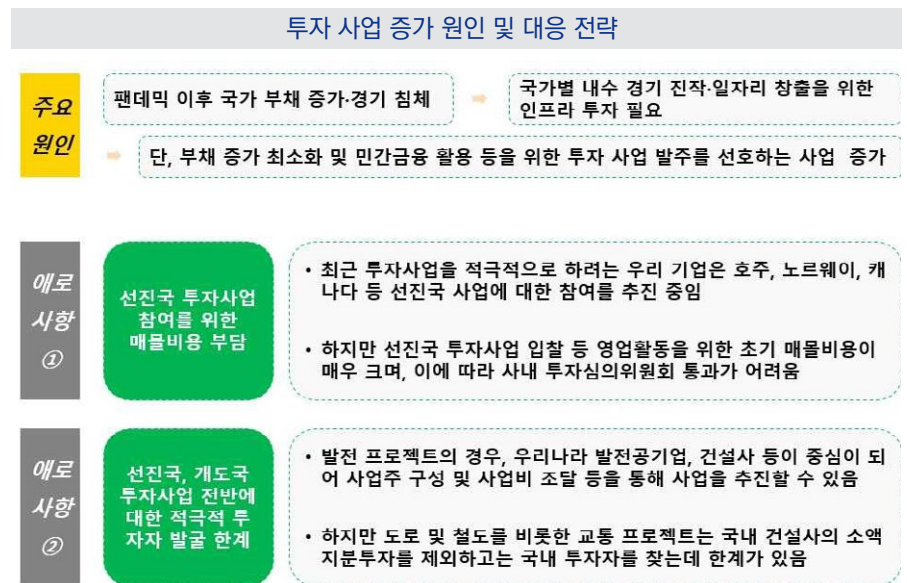 투자 사업 증가 원인 및 대응 전략
주요
원인
팬데믹 이후 국가 부채 증가·경기 침체
국가별 내수 경기 진작·일자리 창출을 위한
인프라 투자 필요
단, 부채 증가 최소화 및 민간금융 활용 등을 위한 투자 사업 발주를 선호하는 사업 증가
애로
사항
①
선진국 투자사업
참여를 위한
매몰비용 부담
• 최근 투자사업을 적극적으로 하려는 우리 기업은 호주, 노르웨이, 캐
나다 등 선진국 사업에 대한 참여를 추진 중임
• 하지만 선진국 투자사업 입찰 등 영업활동을 위한 초기 매몰비용이
매우 크며, 이에 따라 사내 투자심의위원회 통과가 어려움
애로
사항
②
선진국, 개도국
투자사업 전반에
대한 적극적 투
자자 발굴 한계
• 발전 프로젝트의 경우, 우리나라 발전공기업, 건설사 등이 중심이 되
어 사업주 구성 및 사업비 조달 등을 통해 사업을 추진할 수 있음
• 하지만 도로 및 철도를 비롯한 교통 프로젝트는 국내 건설사의 소액
지분투자를 제외하고는 국내 투자자를 찾는데 한계가 있음